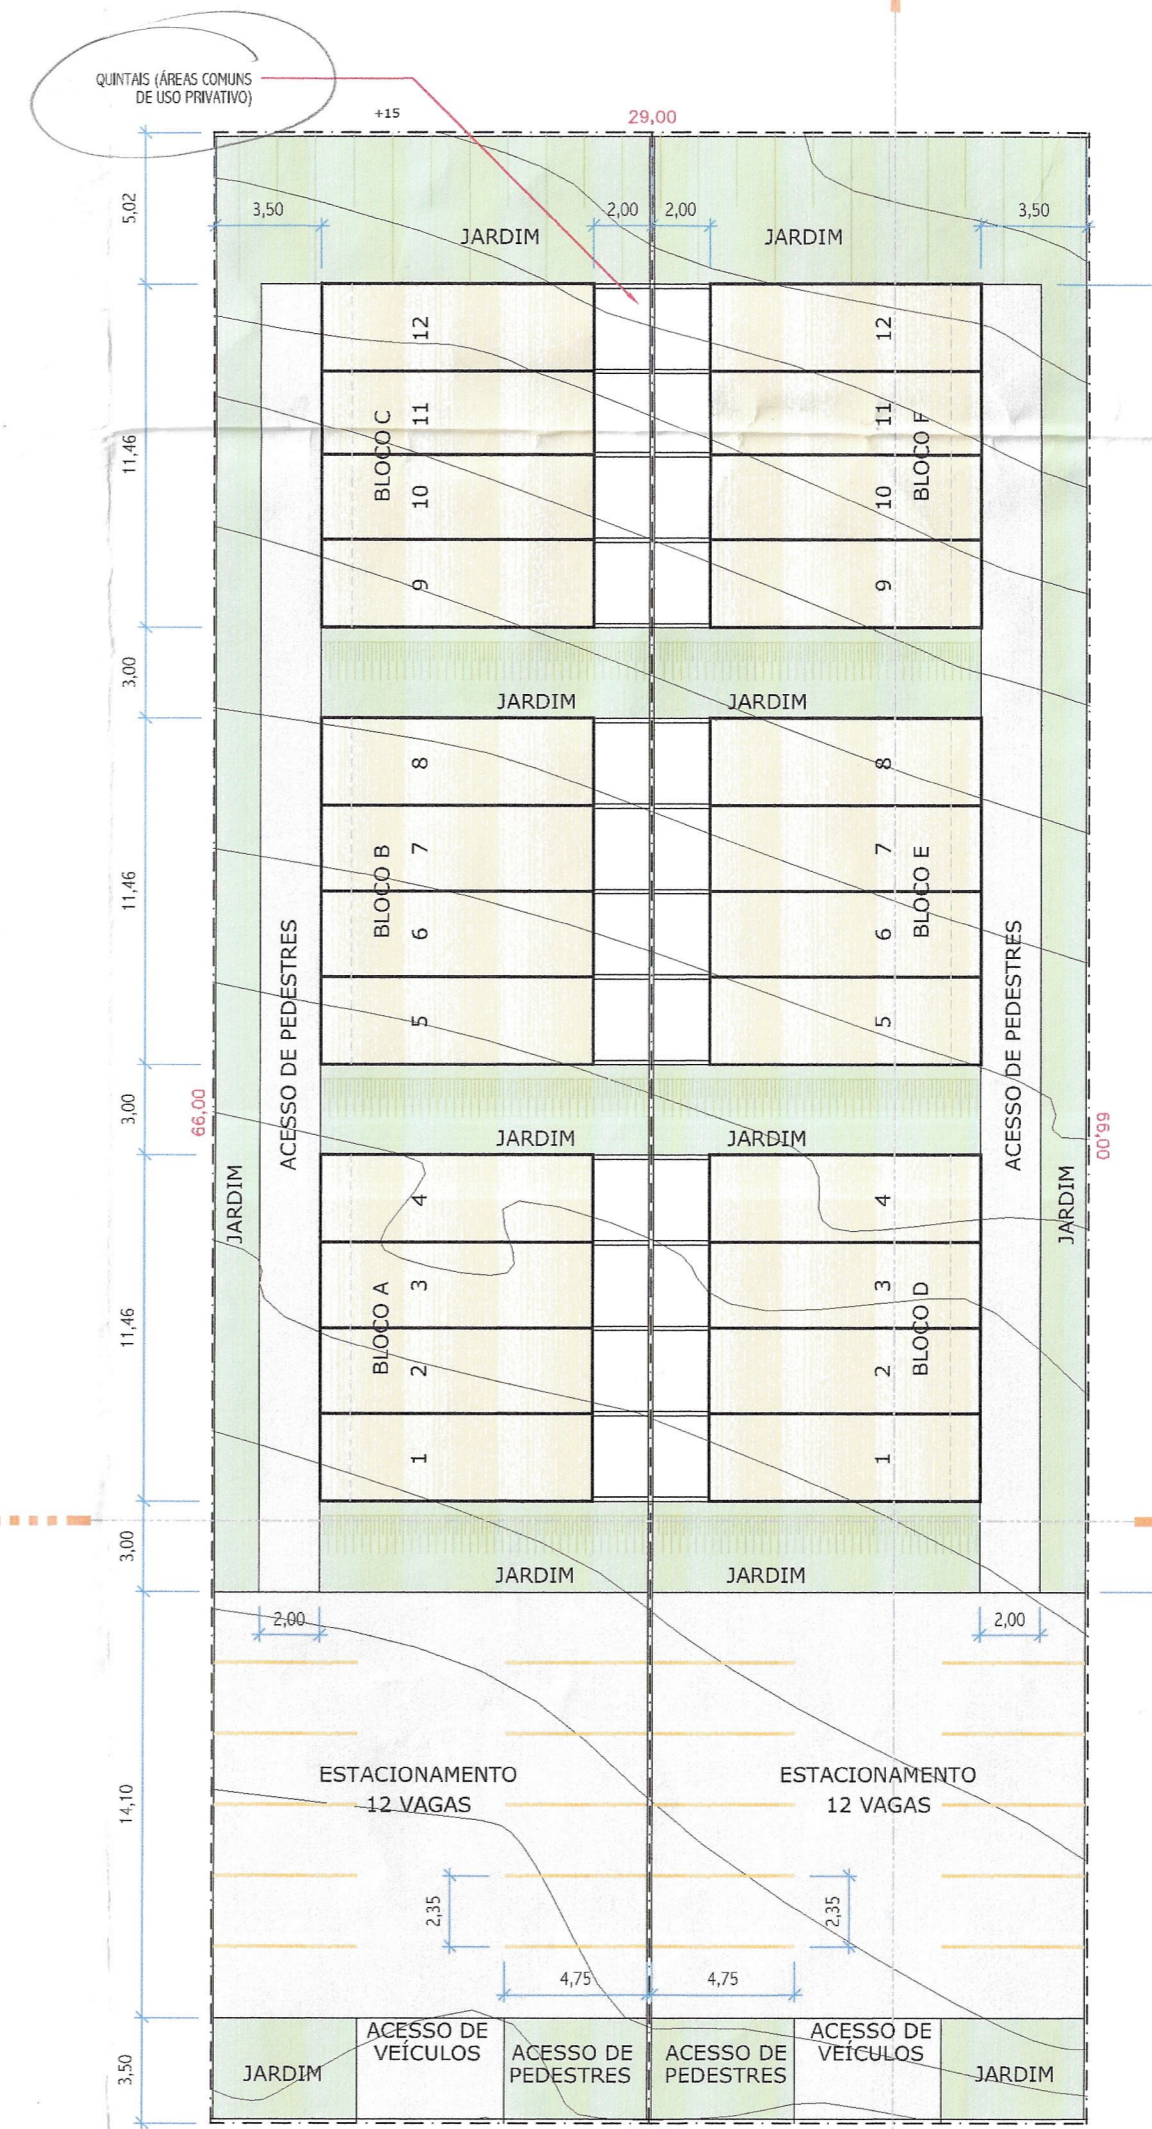 QUINTAIS (ÁREAS COMUNS
DE USO PRIVATIVO)
+15
29,00
5,02
3,50
2,00
2,00
3,50
JARDIM
JARDIM
12
12
11
11
BLOCO C
BLOCO F
11,46
10
10
9
9
3,00
JARDIM
JARDIM
8
8
7
7
BLOCO B
BLOCO E
11,46
6
6
5
5
ACESSO DE PEDESTRES
ACESSO DE PEDESTRES
3,00
66,00
66,00
JARDIM
JARDIM
JARDIM
JARDIM
4
4
3
3
BLOCO A
BLOCO D
11,46
2
2
1
1
3,00
JARDIM
JARDIM
2,00
2,00
ESTACIONAMENTO
12 VAGAS
ESTACIONAMENTO
12 VAGAS
14,10
2,35
2,35
4,75
4,75
3,50
JARDIM
ACESSO DE
VEÍCULOS
ACESSO DE
PEDESTRES
ACESSO DE
PEDESTRES
ACESSO DE
VEÍCULOS
JARDIM